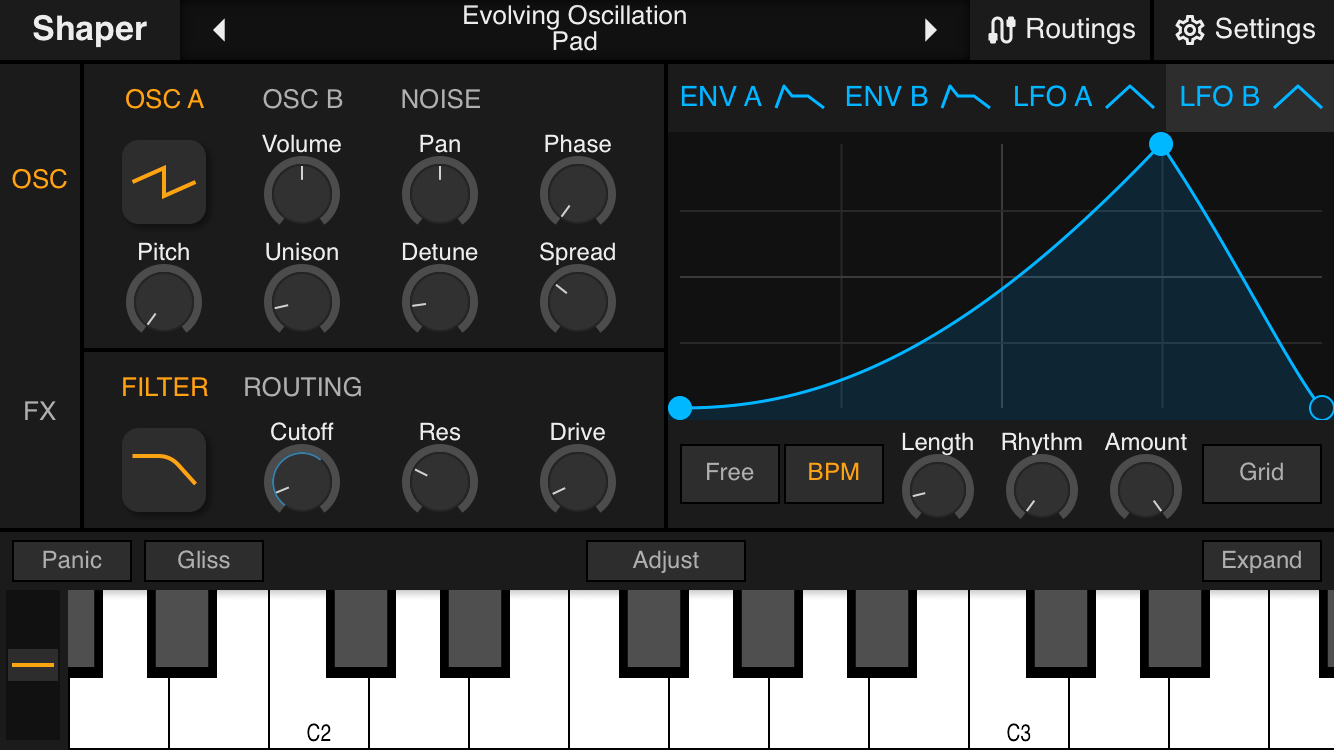 Shaper
Evolving Oscillation
Pad
Routings
Settings
OSC
FX
OSC A OSC B NOISE
Volume Pan Phase
Pitch Unison Detune Spread
FILTER ROUTING
Cutoff Res Drive
ENV A ENV B LFO A LFO B
Length Rhythm Amount
Free BPM Grid
Panic Gliss Adjust Expand
C2 C3